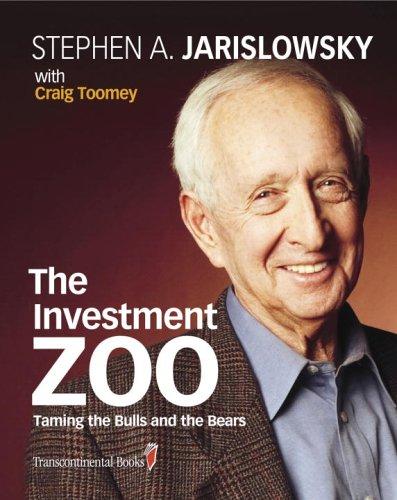 STEPHEN A. JARISLOWSKY
with
Craig Toomey
The
Investment
ZOO
Taming the Bulls and the Bears
Transcontinental Books